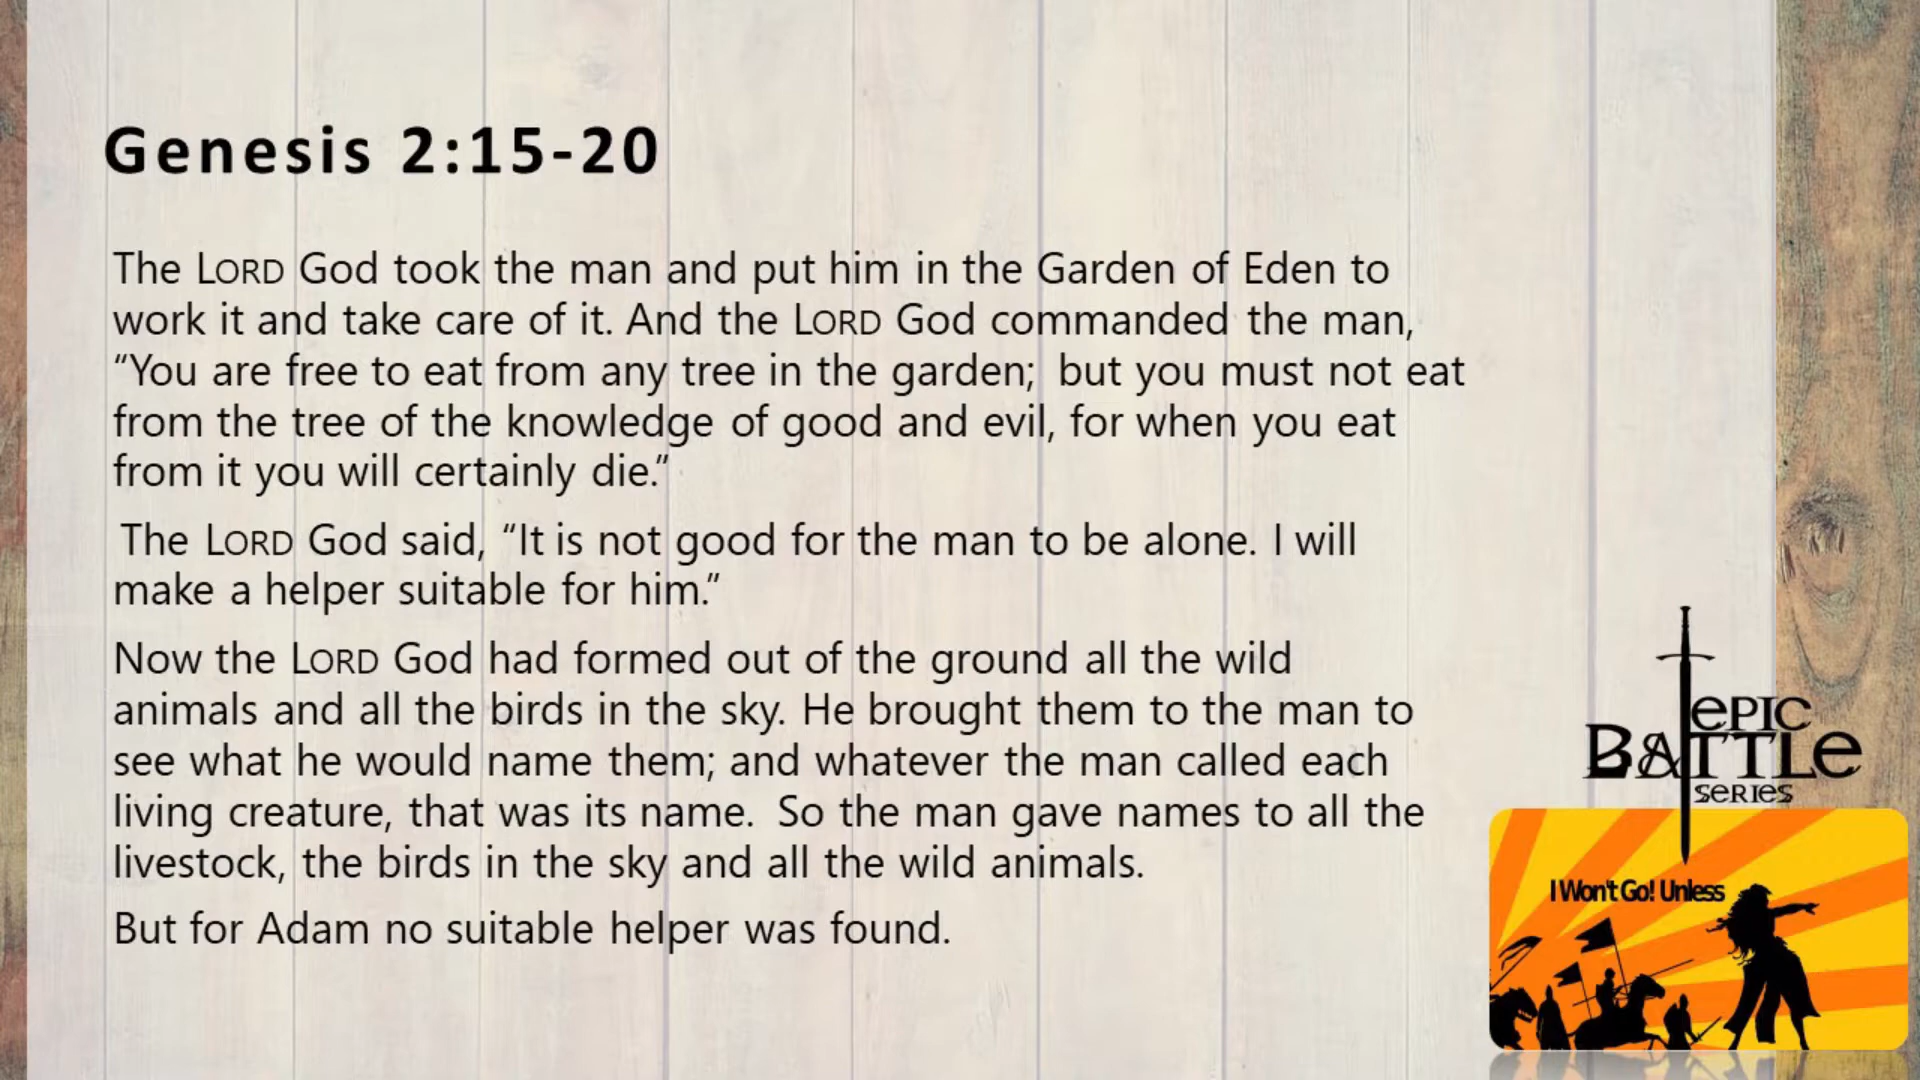 Genesis 2:15-20
The LORD God took the man and put him in the Garden of Eden to
work it and take care of it. And the LORD God commanded the man,
“You are free to eat from any tree in the garden;  but you must not eat
from the tree of the knowledge of good and evil, for when you eat
from it you will certainly die.”
The LORD God said, “It is not good for the man to be alone. I will
make a helper suitable for him.”
Now the LORD God had formed out of the ground all the wild
animals and all the birds in the sky. He brought them to the man to
see what he would name them; and whatever the man called each
living creature, that was its name.  So the man gave names to all the
livestock, the birds in the sky and all the wild animals.
But for Adam no suitable helper was found.
ePIC
BATTLe
SeRIES
I Won't Go! Unless